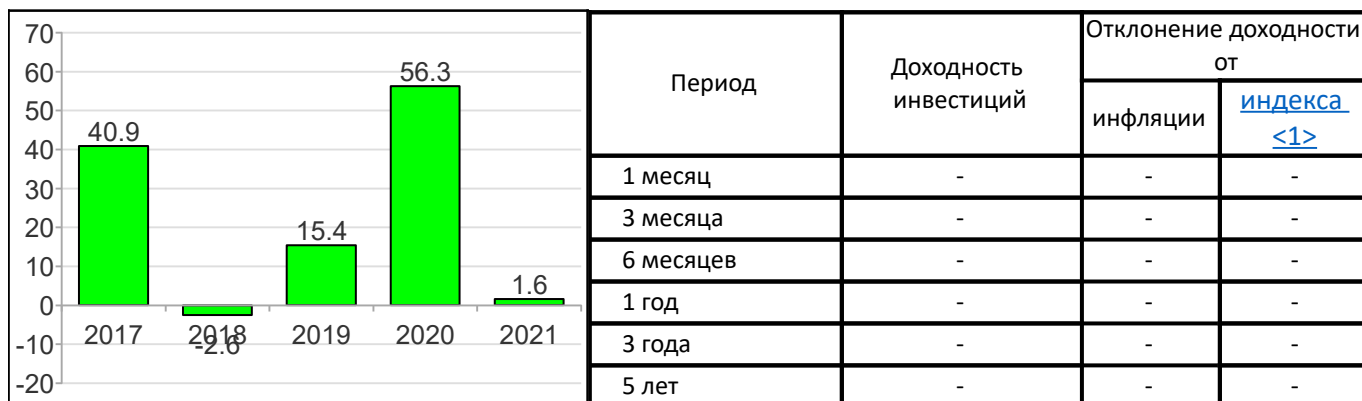 70
60
50
40
30
20
10
0
-10
-20
40.9
-2.6
15.4
56.3
1.6
2017 2018 2019 2020 2021
Период
Доходность
инвестиций
Отклонение доходности
от
инфляции
индекса
<1>
1 месяц - - -
3 месяца - - -
6 месяцев - - -
1 год - - -
3 года - - -
5 лет - - -